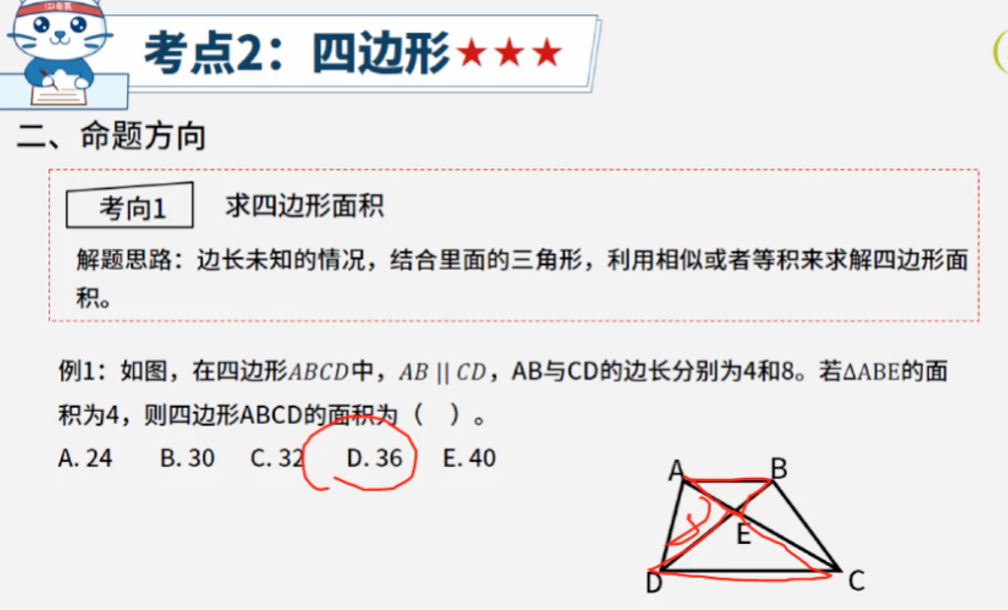 考点2：四边形★★★
二、命题方向
考向1 求四边形面积
解题思路：边长未知的情况，结合里面的三角形，利用相似或者等积来求解四边形面
积。
例1：如图，在四边形ABCD中，AB || CD，AB与CD的边长分别为4和8。若ΔABE的面
积为4，则四边形ABCD的面积为（ ）。
A. 24 B. 30 C. 32 D. 36 E. 40
A B
E
D C